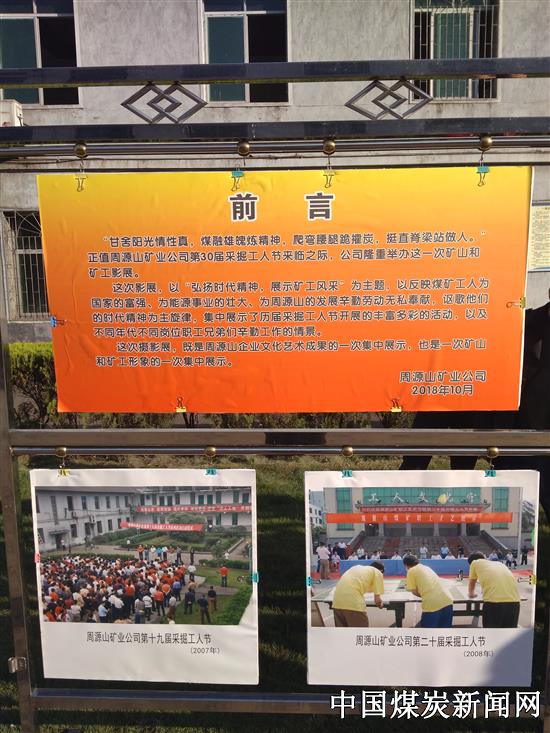 前言
“甘舍阳光情性真，煤融雄魄炼精神，爬弯腰腿跪攉炭，挺直脊梁站做人。”
正值周源山矿业公司第30届采掘工人节来临之际，公司隆重举办这一次矿山和
矿工影展。
这次影展，以“弘扬时代精神，展示矿工风采”为主题，以反映煤矿工人为
国家的富强、为能源事业的壮大、为周源山的发展辛勤劳动无私奉献，讴歌他们
的时代精神为主旋律，集中展示了历届采掘工人节开展的丰富多彩的活动，以及
不同年代不同岗位职工兄弟们辛勤工作的情景。
这次摄影展，既是周源山企业文化艺术成果的一次集中展示，也是一次矿山
和矿工形象的一次集中展示。
周源山矿业公司
2018年10月
工人文化宫
周源山矿业公司第十九届采掘工人节
(2007年)
周源山矿业公司第二十届采掘工人节
(2008年)
中国煤炭新闻网